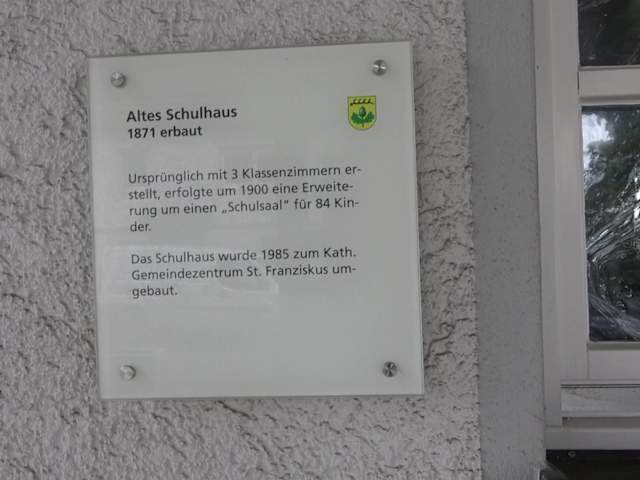 Altes Schulhaus
1871 erbaut
Ursprünglich mit 3 Klassenzimmern er-
stellt, erfolgte um 1900 eine Erweite-
rung um einen „Schulsaal“ für 84 Kin-
der.
Das Schulhaus wurde 1985 zum Kath.
Gemeindezentrum St. Franziskus um-
gebaut.